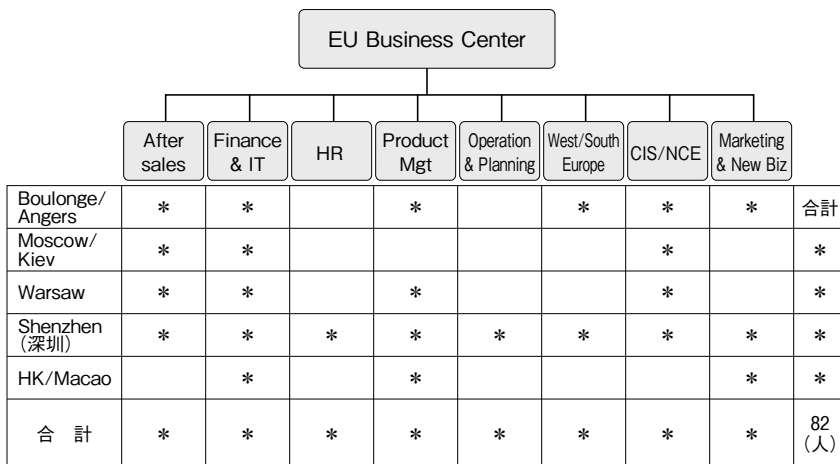 EU Business Center
After
sales
Finance
& IT
HR
Product
Mgt
Operation
& Planning
West/South
Europe
CIS/NCE
Marketing
& New Biz
Boulonge/
Angers
* * * * * * 合計
Moscow/
Kiev
* * * *
Warsaw * * * * *
Shenzhen
(深圳)
* * * * * * * * *
HK/Macao * * * *
合 計 * * * * * * * * 82
(人)